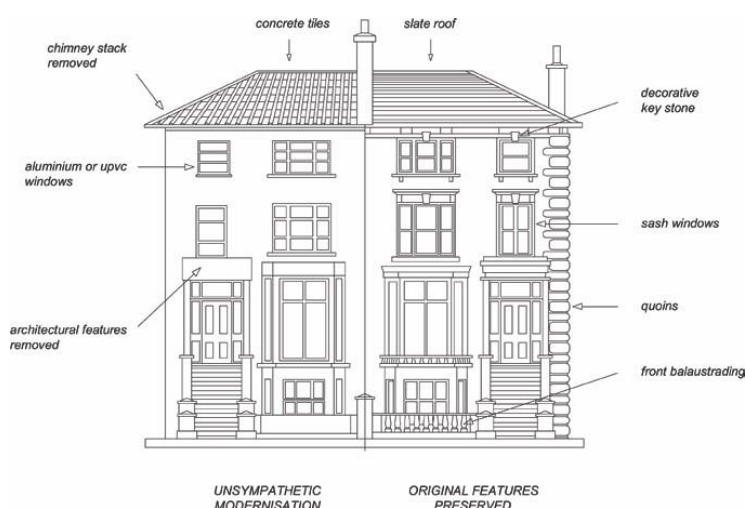 concrete tiles
slate roof
chimney stack
removed
decorative
key stone
aluminium or upvc
windows
sash windows
quoins
architectural features
removed
front balaustrading
UNSYMPATHETIC
MODERNISATION
ORIGINAL FEATURES
PRESERVED